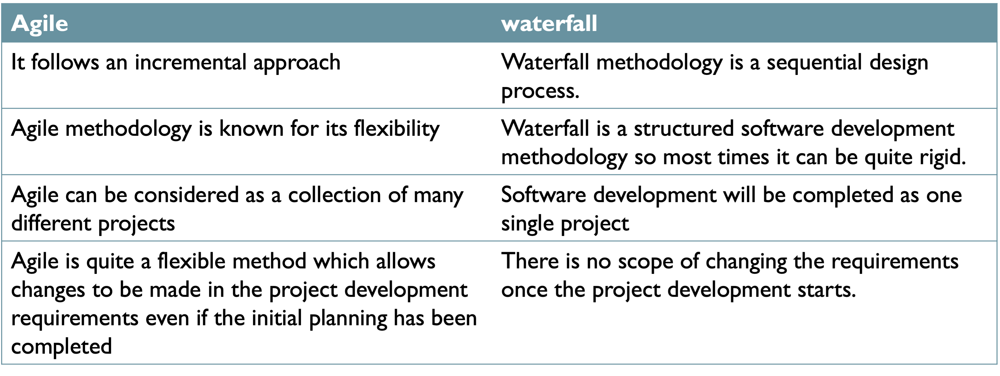 Agile
waterfall
It follows an incremental approach
Waterfall methodology is a sequential design
process.
Agile methodology is known for its flexibility
Waterfall is a structured software development
methodology so most times it can be quite rigid.
Agile can be considered as a collection of many
different projects
Software development will be completed as one
single project
Agile is quite a flexible method which allows
changes to be made in the project development
requirements even if the initial planning has been
completed
There is no scope of changing the requirements
once the project development starts.